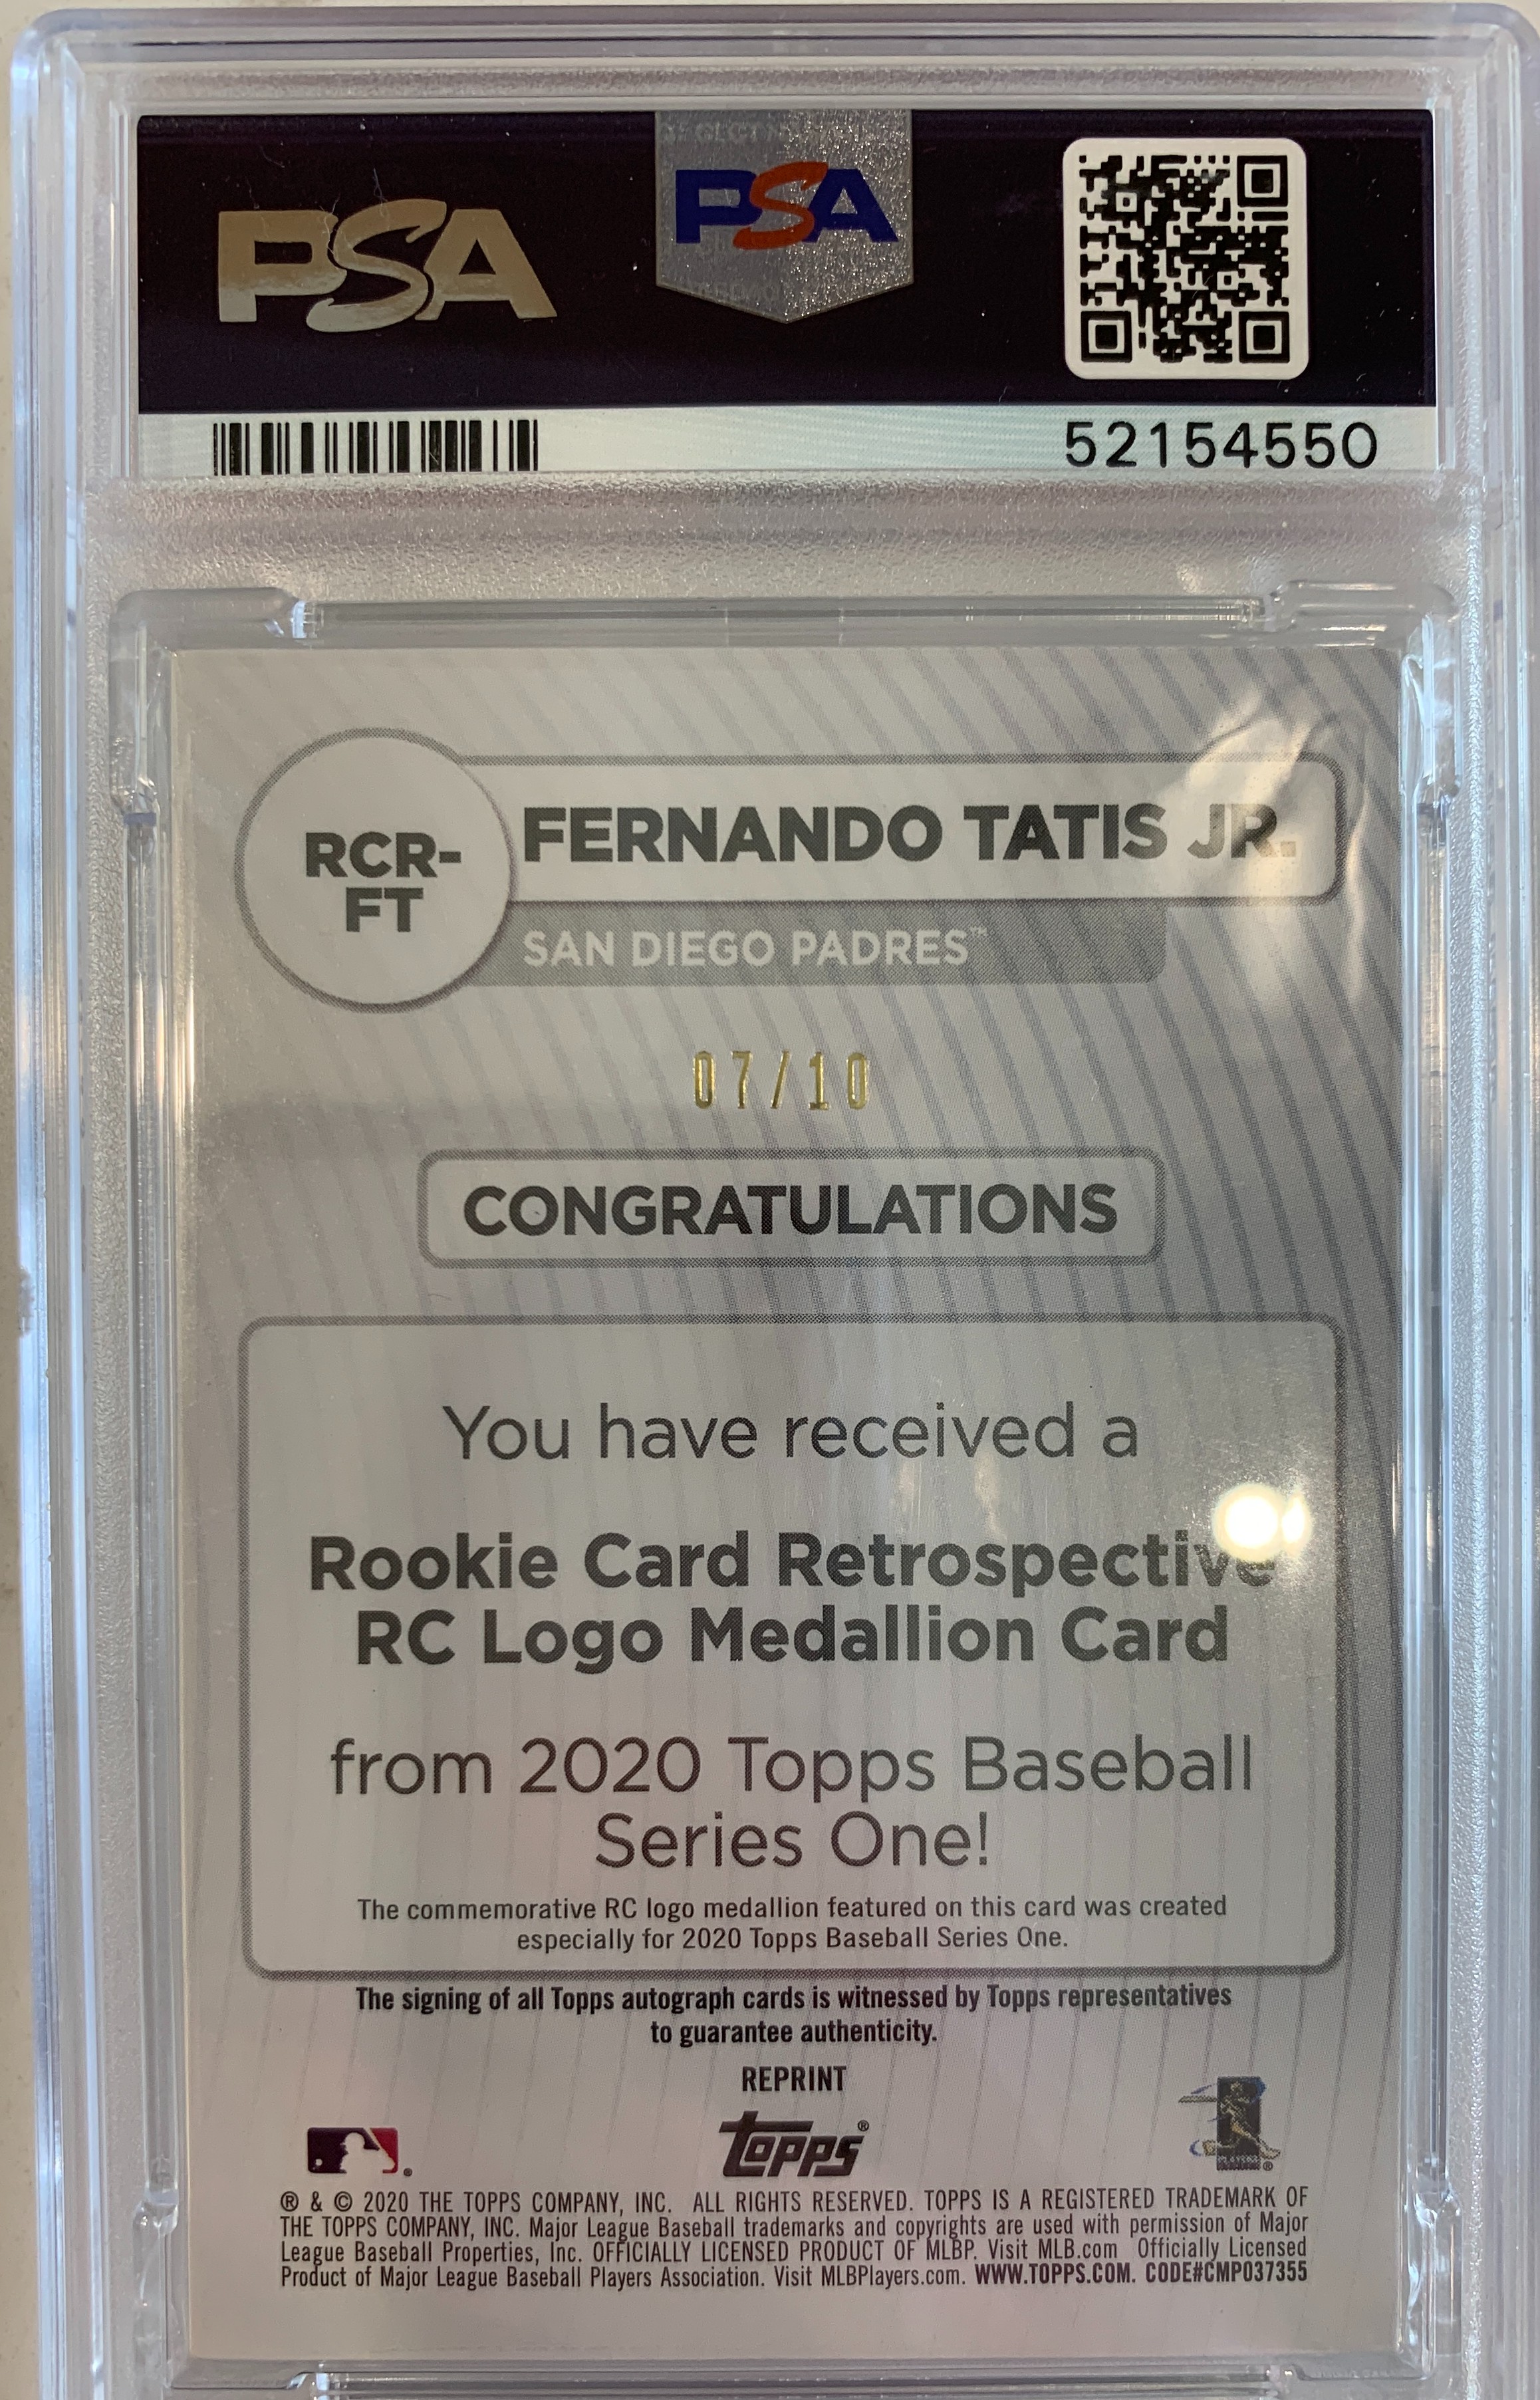 PSA
PSA
52154550
RCR-
FT
FERNANDO TATIS JR.
SAN DIEGO PADRES™
07/10
CONGRATULATIONS
You have received a
Rookie Card Retrospective
RC Logo Medallion Card
from 2020 Topps Baseball
Series One!
The commemorative RC logo medallion featured on this card was created
especially for 2020 Topps Baseball Series One.
The signing of all Topps autograph cards is witnessed by Topps representatives
to guarantee authenticity.
REPRINT
topps®
® & © 2020 THE TOPPS COMPANY, INC. ALL RIGHTS RESERVED. TOPPS IS A REGISTERED TRADEMARK OF
THE TOPPS COMPANY, INC. Major League Baseball trademarks and copyrights are used with permission of Major
League Baseball Properties, Inc. OFFICIALLY LICENSED PRODUCT OF MLBP. Visit MLB.com Officially Licensed
Product of Major League Baseball Players Association. Visit MLBPlayers.com. WWW.TOPPS.COM. CODE#CMP037355